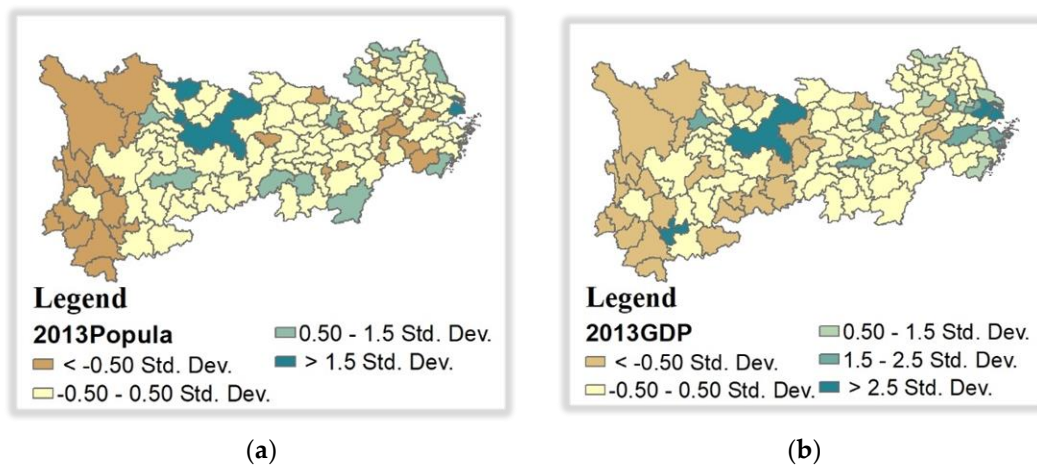 Legend
2013Popula
< -0.50 Std. Dev.
-0.50 - 0.50 Std. Dev.
0.50 - 1.5 Std. Dev.
> 1.5 Std. Dev.
Legend
2013GDP
< -0.50 Std. Dev.
-0.50 - 0.50 Std. Dev.
0.50 - 1.5 Std. Dev.
1.5 - 2.5 Std. Dev.
> 2.5 Std. Dev.
(a)
(b)